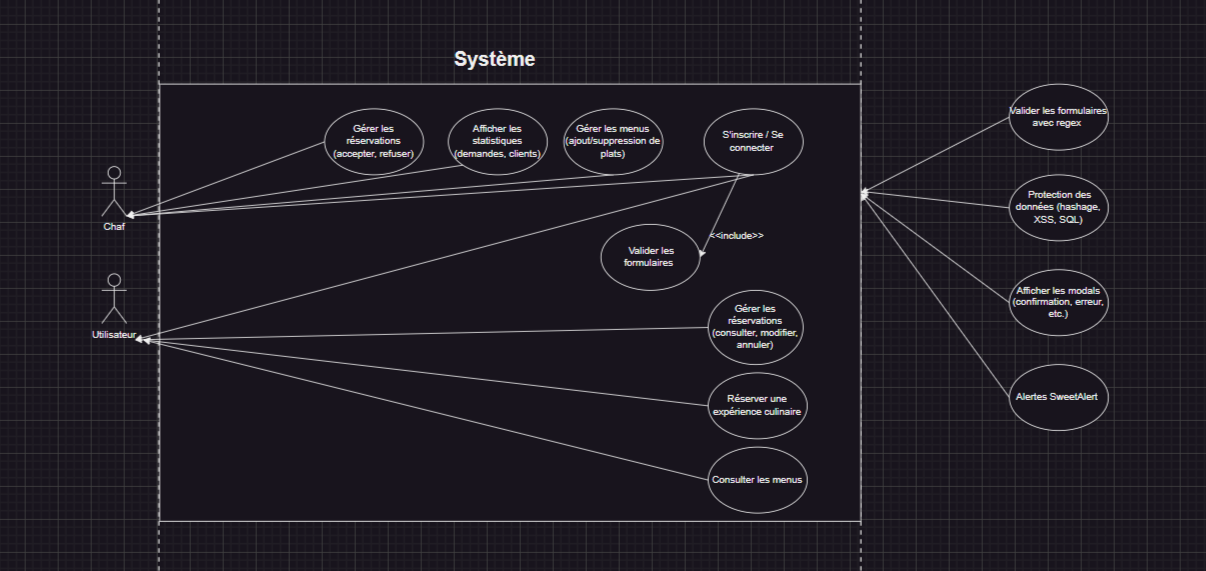 Système
Gérer les
réservations
(accepter, refuser)
Afficher les
statistiques
(demandes, clients)
Gérer les menus
(ajout/suppression de
plats)
S'inscrire / Se
connecter
Valider les formulaires
avec regex
Chaf
Protection des
données (hashage,
XSS, SQL)
<<include>>
Valider les
formulaires
Utilisateur
Gérer les
réservations
(consulter, modifier,
annuler)
Afficher les modals
(confirmation, erreur,
etc.)
Réserver une
expérience culinaire
Alertes SweetAlert
Consulter les menus